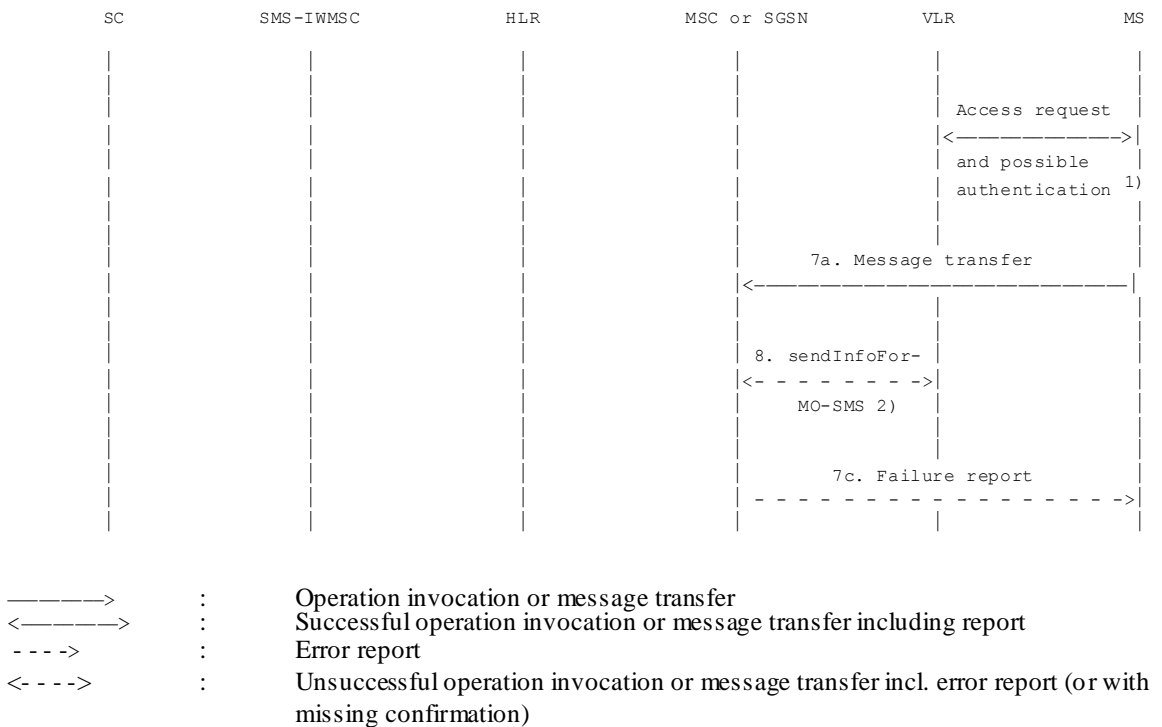 SC SMS-IWMSC HLR MSC or SGSN VLR MS
Access request
and possible
authentication 1)
7a. Message transfer
8. sendInfoFor-
MO-SMS 2)
7c. Failure report
: Operation invocation or message transfer
: Successful operation invocation or message transfer including report
: Error report
: Unsuccessful operation invocation or message transfer incl. error report (or with
missing confirmation)